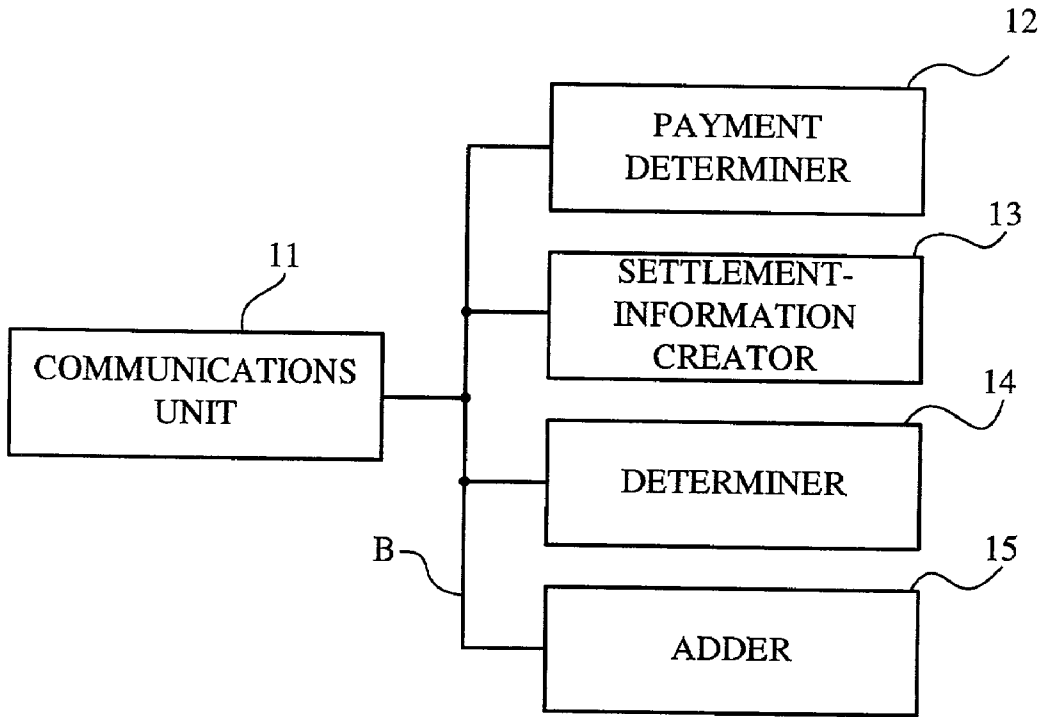 12
PAYMENT
DETERMINER
13
SETTLEMENT-
INFORMATION
CREATOR
11
COMMUNICATIONS
UNIT
14
DETERMINER
B
15
ADDER